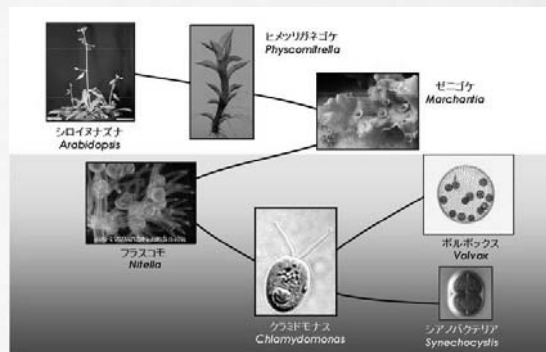 ヒメツリガネゴケ
Physcomitrella
ゼニゴケ
Marchantia
シロイヌナズナ
Arabidopsis
フラスコモ
Nitella
ボルボックス
Volvox
クラミドモナス
Chlamydomonas
シアノバクテリア
Synechocystis